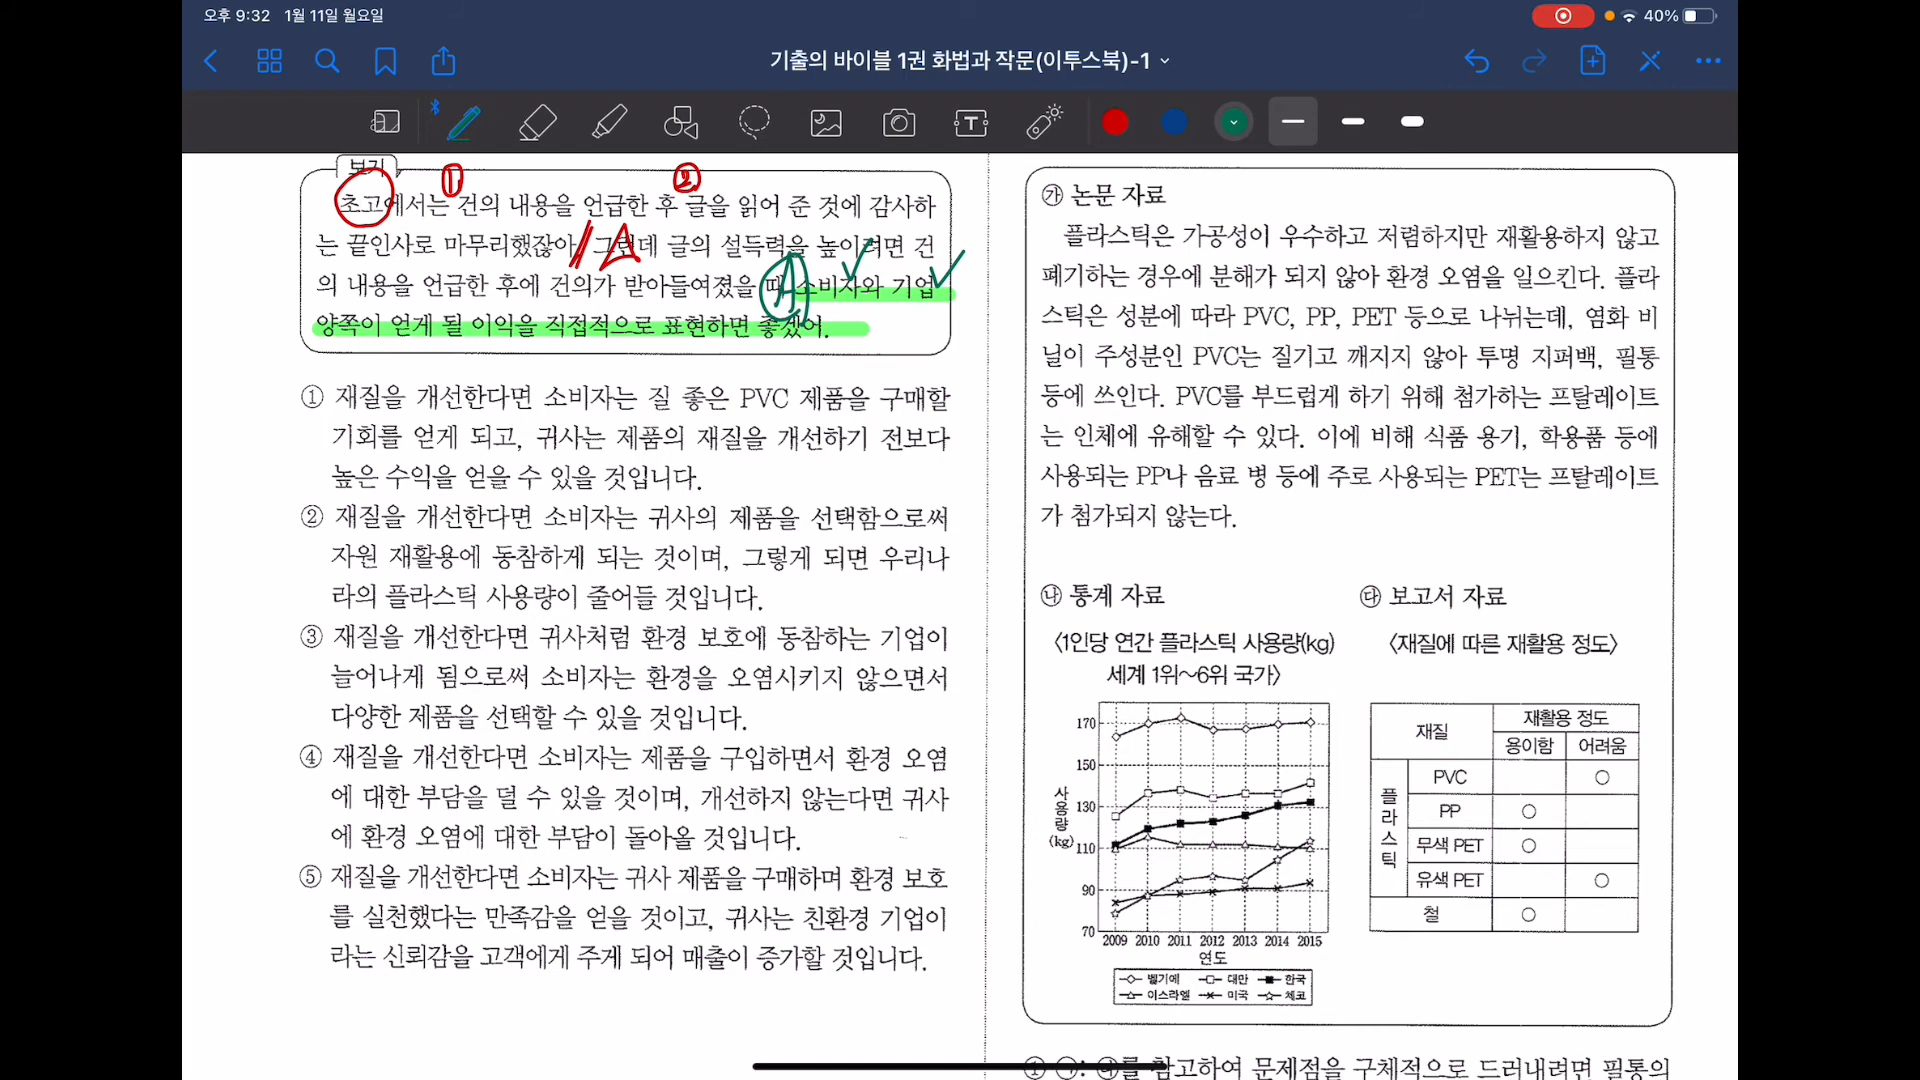 오후 9:32 1월 11일 월요일
40%
기출의 바이블 1권 화법과 작문(이투스북)-1
보기
① ②
초고에서는 건의 내용을 언급한 후 글을 읽어 준 것에 감사하
는 끝인사로 마무리했잖아. 그런데 글의 설득력을 높이려면 건
의 내용을 언급한 후에 건의가 받아들여졌을 때 소비자와 기업
양쪽이 얻게 될 이익을 직접적으로 표현하면 좋겠어.
① 재질을 개선한다면 소비자는 질 좋은 PVC 제품을 구매할
기회를 얻게 되고, 귀사는 제품의 재질을 개선하기 전보다
높은 수익을 얻을 수 있을 것입니다.
② 재질을 개선한다면 소비자는 귀사의 제품을 선택함으로써
자원 재활용에 동참하게 되는 것이며, 그렇게 되면 우리나
라의 플라스틱 사용량이 줄어들 것입니다.
③ 재질을 개선한다면 귀사처럼 환경 보호에 동참하는 기업이
늘어나게 됨으로써 소비자는 환경을 오염시키지 않으면서
다양한 제품을 선택할 수 있을 것입니다.
④ 재질을 개선한다면 소비자는 제품을 구입하면서 환경 오염
에 대한 부담을 덜 수 있을 것이며, 개선하지 않는다면 귀사
에 환경 오염에 대한 부담이 돌아올 것입니다.
⑤ 재질을 개선한다면 소비자는 귀사 제품을 구매하며 환경 보호
를 실천했다는 만족감을 얻을 것이고, 귀사는 친환경 기업이
라는 신뢰감을 고객에게 주게 되어 매출이 증가할 것입니다.
㉮ 논문 자료
플라스틱은 가공성이 우수하고 저렴하지만 재활용하지 않고
폐기하는 경우에 분해가 되지 않아 환경 오염을 일으킨다. 플라
스틱은 성분에 따라 PVC, PP, PET 등으로 나뉘는데, 염화 비
닐이 주성분인 PVC는 질기고 깨지지 않아 투명 지퍼백, 필통
등에 쓰인다. PVC를 부드럽게 하기 위해 첨가하는 프탈레이트
는 인체에 유해할 수 있다. 이에 비해 식품 용기, 학용품 등에
사용되는 PP나 음료 병 등에 주로 사용되는 PET는 프탈레이트
가 첨가되지 않는다.
㉯ 통계 자료
〈1인당 연간 플라스틱 사용량(kg)
세계 1위~6위 국가〉
사용량
(kg)
170
150
130
110
90
70
2009 2010 2011 2012 2013 2014 2015
연도
벨기에 대만 한국
이스라엘 미국 체코
㉰ 보고서 자료
〈재질에 따른 재활용 정도〉
재질 재활용 정도
용이함 어려움
플라스틱
PVC ○
PP ○
무색 PET ○
유색 PET ○
철 ○
① ㉠: ㉯를 참고하여 문제점을 구체적으로 드러내려면 필통의